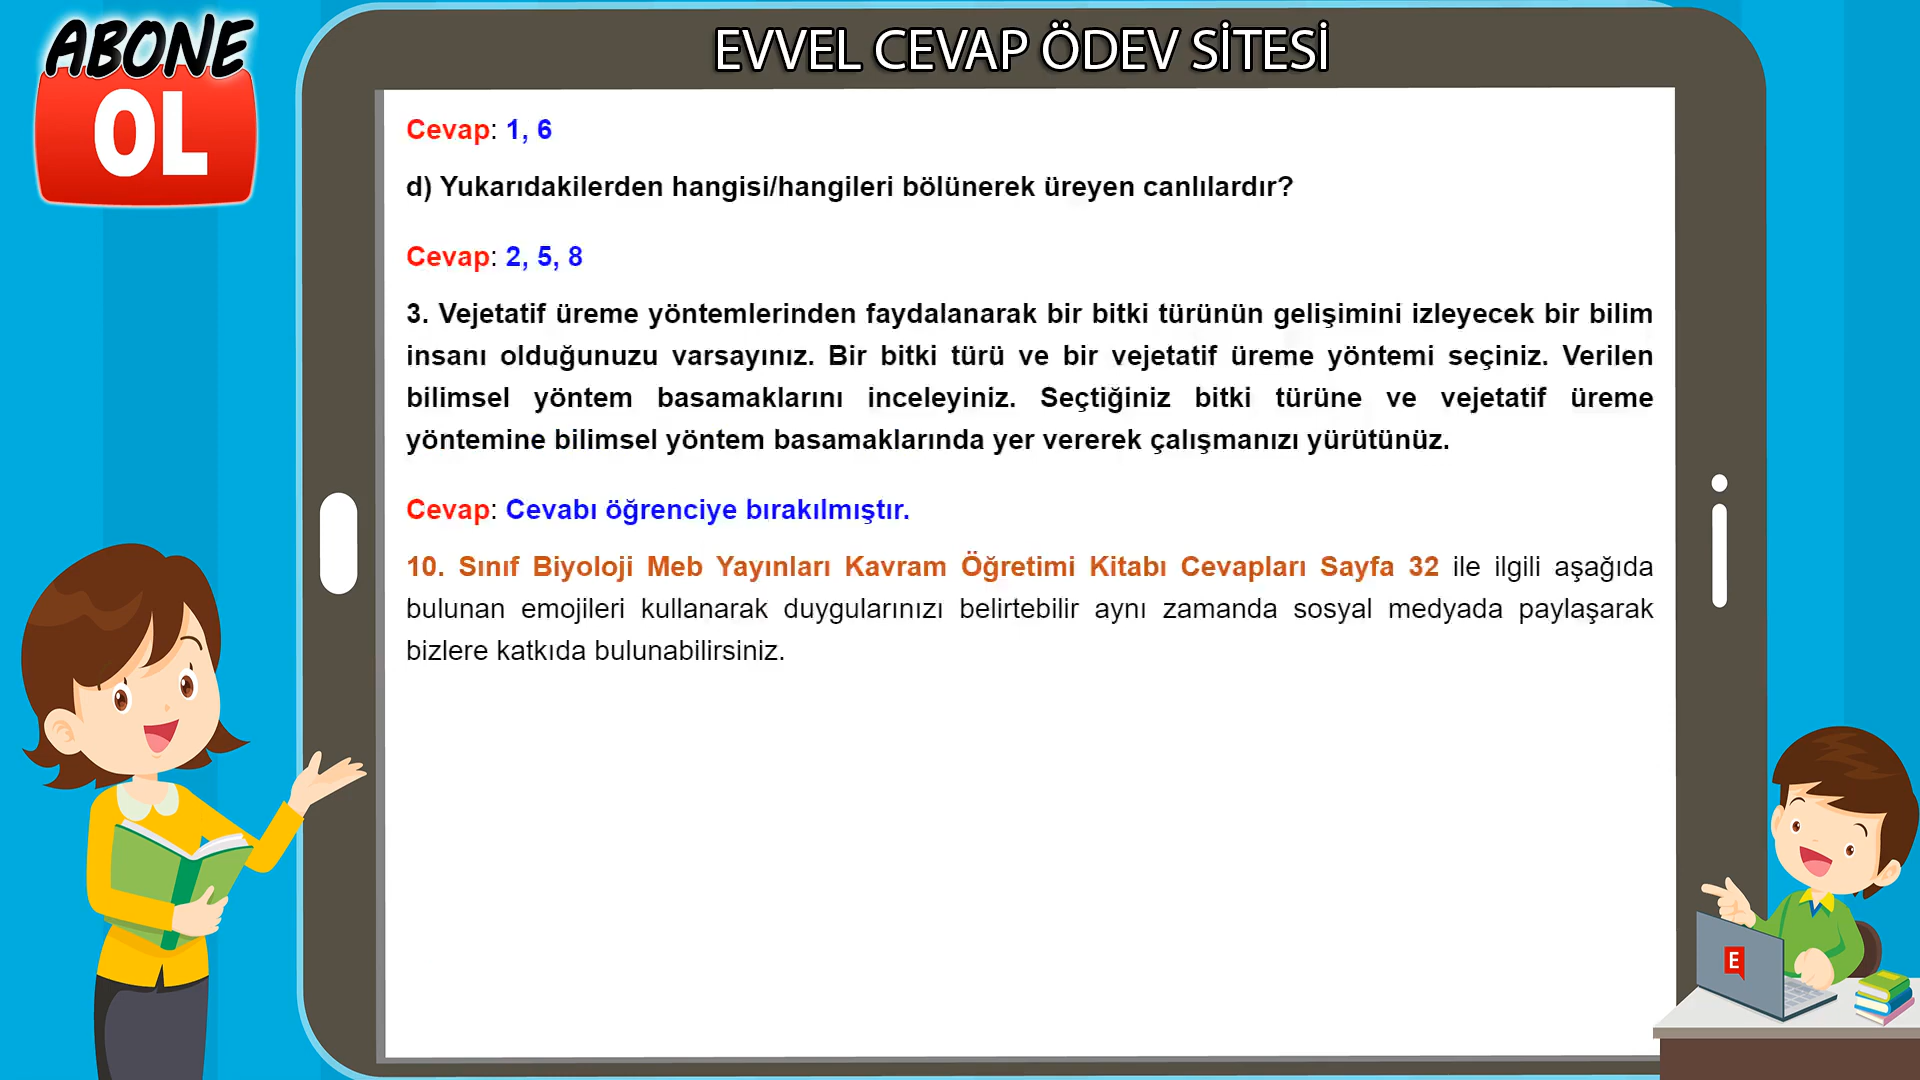 ABONE
OL
EVVEL CEVAP ÖDEV SİTESİ
Cevap: 1, 6
d) Yukarıdakilerden hangisi/hangileri bölünerek üreyen canlılardır?
Cevap: 2, 5, 8
3. Vejetatif üreme yöntemlerinden faydalanarak bir bitki türünün gelişimini izleyecek bir bilim
insanı olduğunuzu varsayınız. Bir bitki türü ve bir vejetatif üreme yöntemi seçiniz. Verilen
bilimsel yöntem basamaklarını inceleyiniz. Seçtiğiniz bitki türüne ve vejetatif üreme
yöntemine bilimsel yöntem basamaklarında yer vererek çalışmanızı yürütünüz.
Cevap: Cevabı öğrenciye bırakılmıştır.
10. Sınıf Biyoloji Meb Yayınları Kavram Öğretimi Kitabı Cevapları Sayfa 32 ile ilgili aşağıda
bulunan emojileri kullanarak duygularınızı belirtebilir aynı zamanda sosyal medyada paylaşarak
bizlere katkıda bulunabilirsiniz.
E